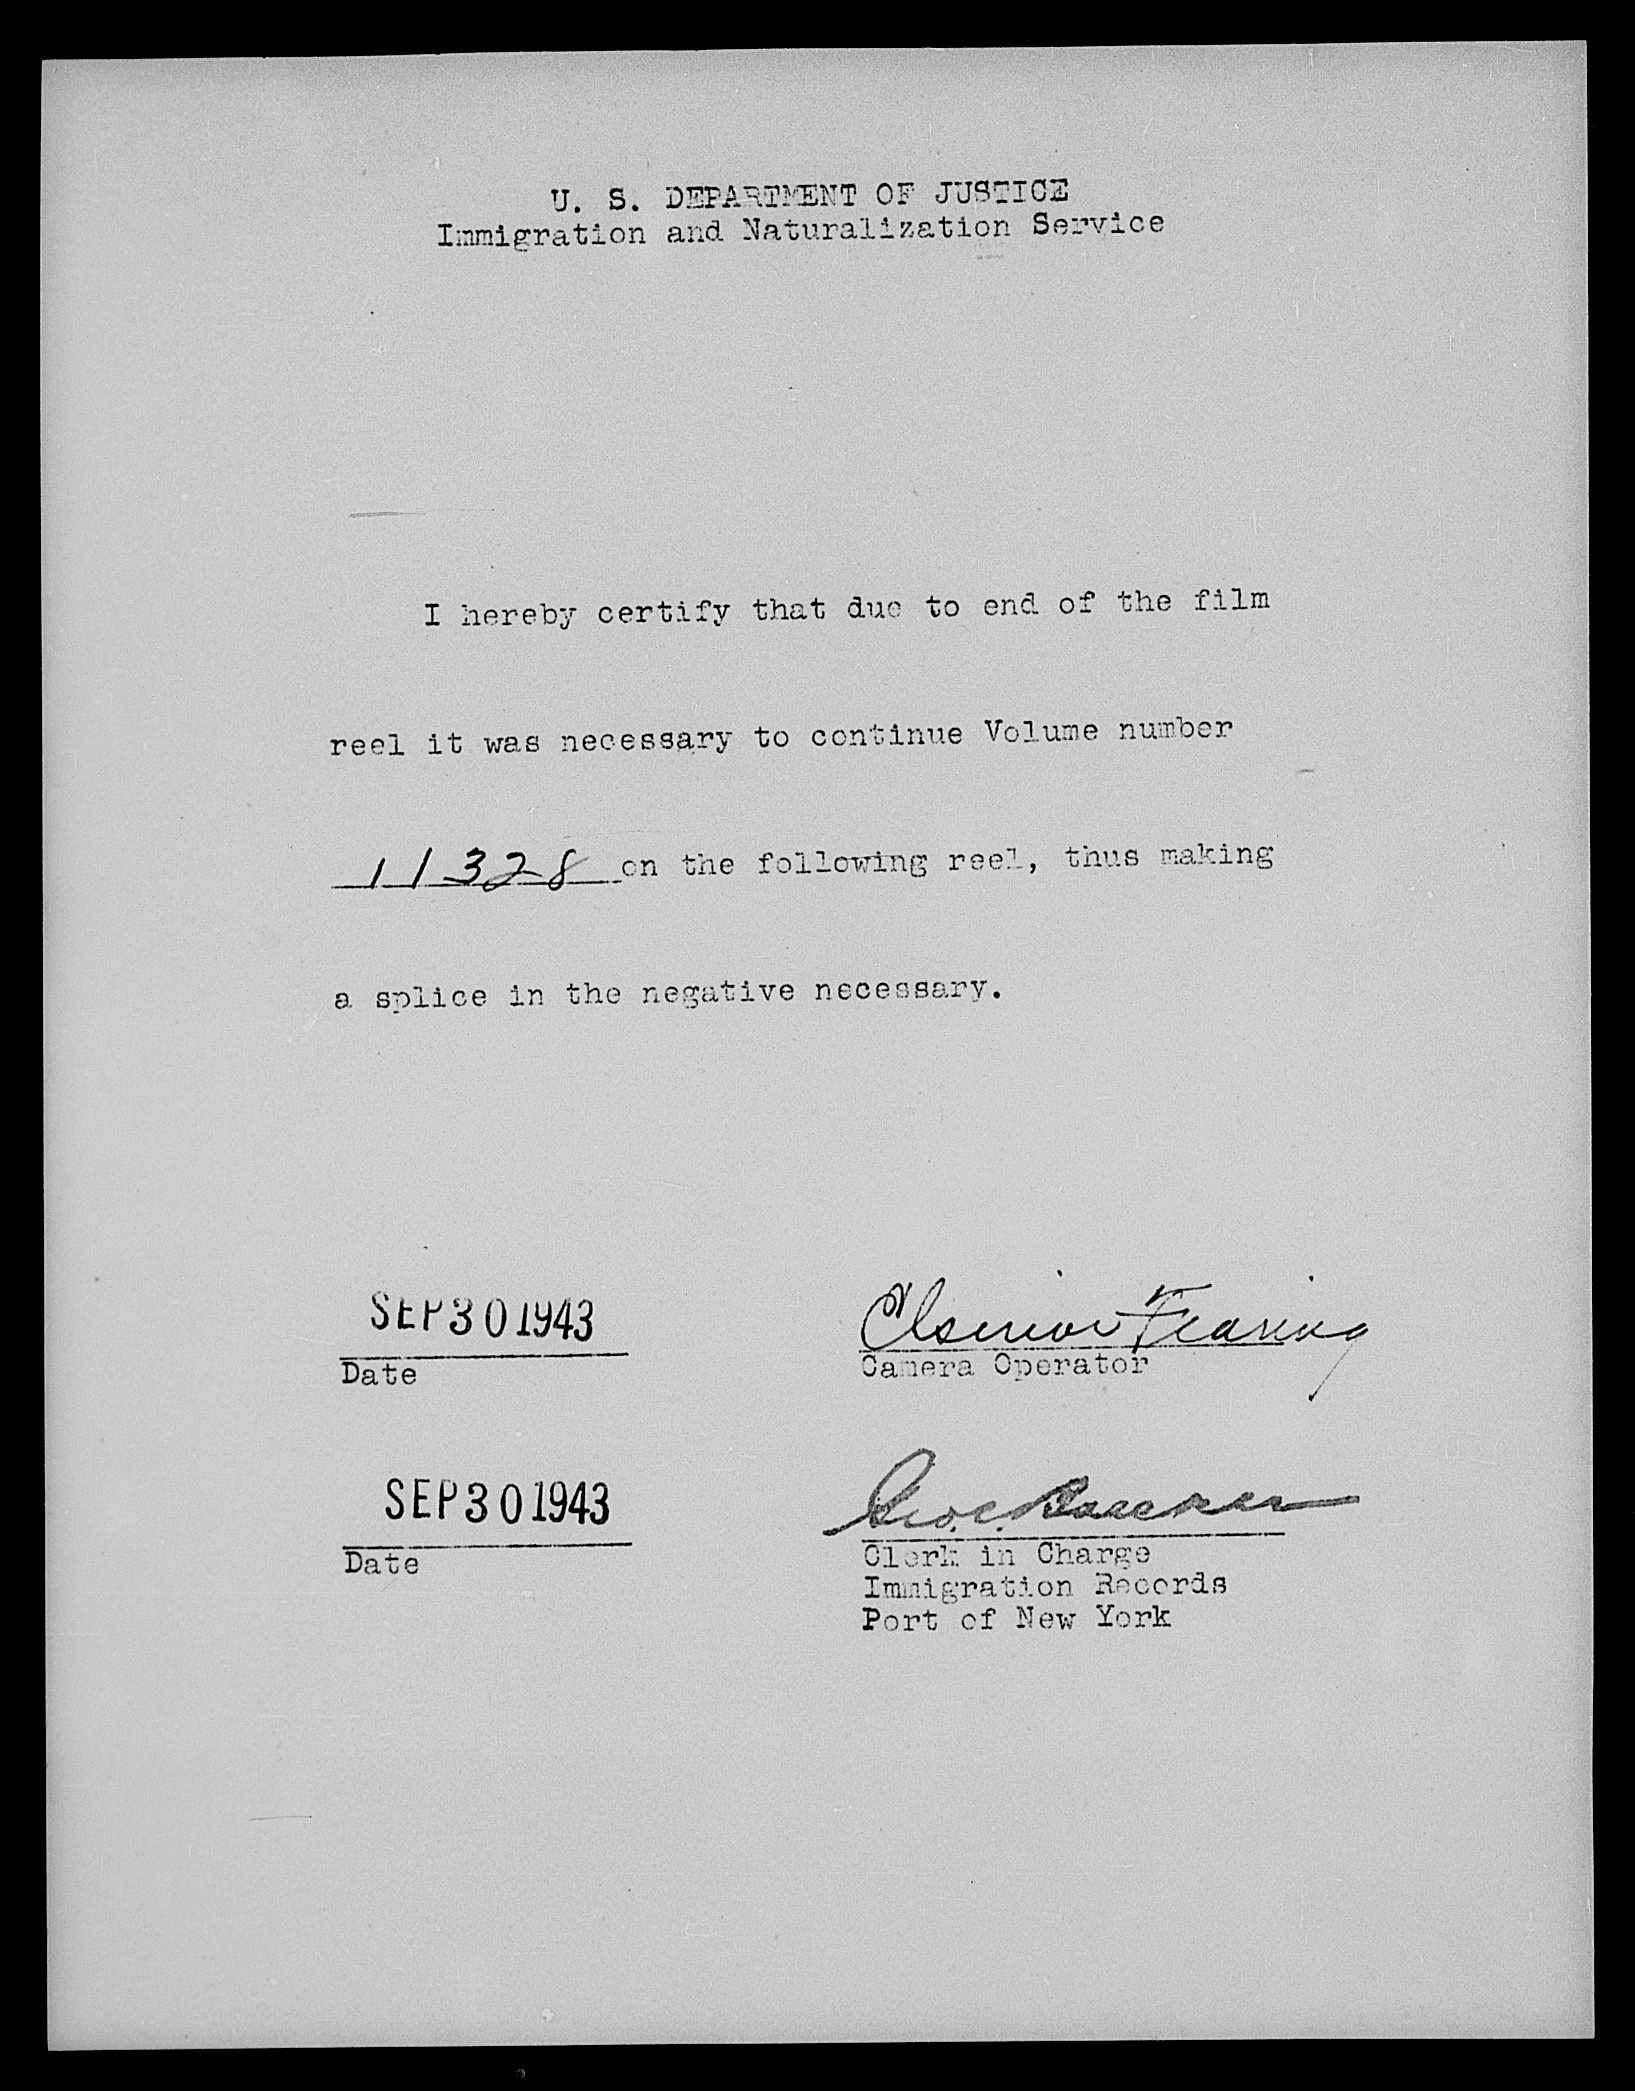 U. S. DEPARTMENT OF JUSTICE
Immigration and Naturalization Service
I hereby certify that due to end of the film
reel it was necessary to continue Volume number
11328 on the following reel, thus making
a splice in the negative necessary.
SEP 30 1943
Fearing
Date
Camera Operator
SEP 30 1943
Date
Clerk in Charge
Immigration Records
Port of New York